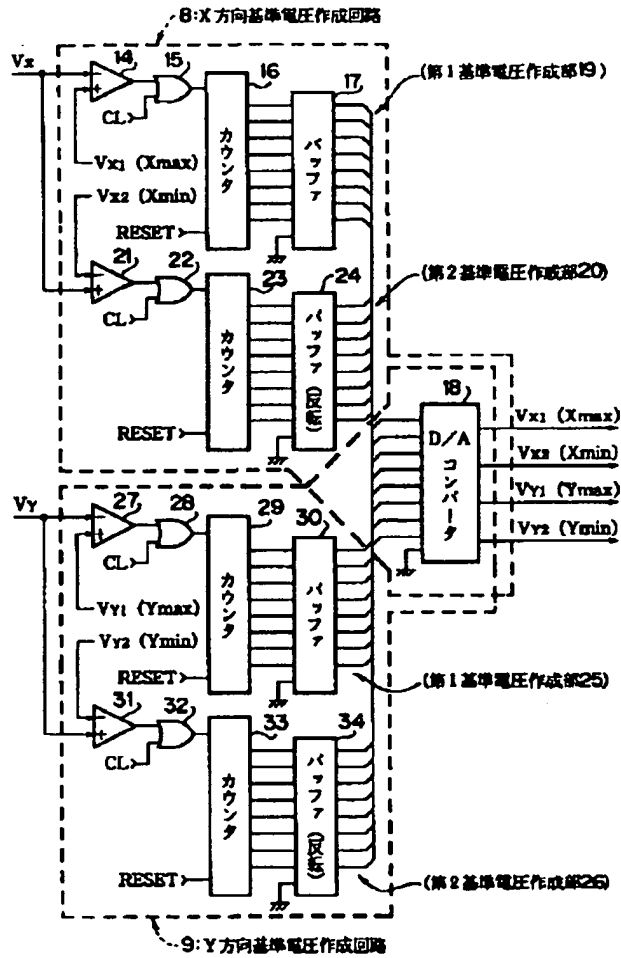 8:X方向基準電圧作成回路
VX
14
15
16
17
(第1基準電圧作成部19)
CL
カウンタ
バッファ
VX1 (Xmax)
VX2 (Xmin)
RESET
21
22
23
24
(第2基準電圧作成部20)
CL
カウンタ
バッファ(反転)
RESET
18
D/Aコンバータ
VX1 (Xmax)
VX2 (Xmin)
VY1 (Ymax)
VY2 (Ymin)
VY
27
28
29
30
CL
カウンタ
バッファ
VY1 (Ymax)
VY2 (Ymin)
RESET
(第1基準電圧作成部25)
31
32
33
34
CL
カウンタ
バッファ(反転)
RESET
(第2基準電圧作成部26)
9:Y方向基準電圧作成回路